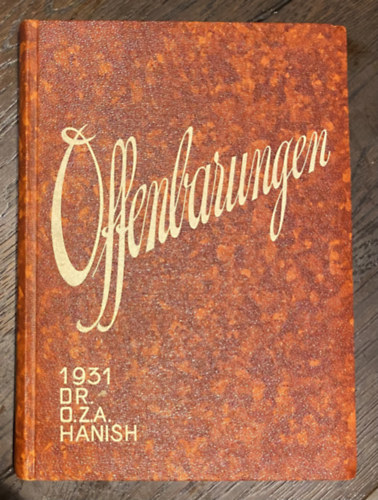 Offenbarungen
1931
DR.
O.Z.A.
HANISH